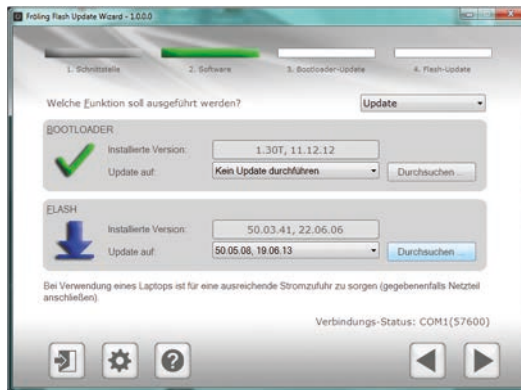 Fröling Flash Update Wizard - 1.0.0.0
1. Schnittstelle 2. Software 3. Bootloader-Update 4. Flash-Update
Welche Funktion soll ausgeführt werden? Update
BOOTLOADER
Installierte Version: 1.30T, 11.12.12
Update auf: Kein Update durchführen Durchsuchen ...
FLASH
Installierte Version: 50.03.41, 22.06.06
Update auf: 50.05.08, 19.06.13 Durchsuchen ...
Bei Verwendung eines Laptops ist für eine ausreichende Stromzufuhr zu sorgen (gegebenenfalls Netzteil
anschließen).
Verbindungs-Status: COM1(57600)
?